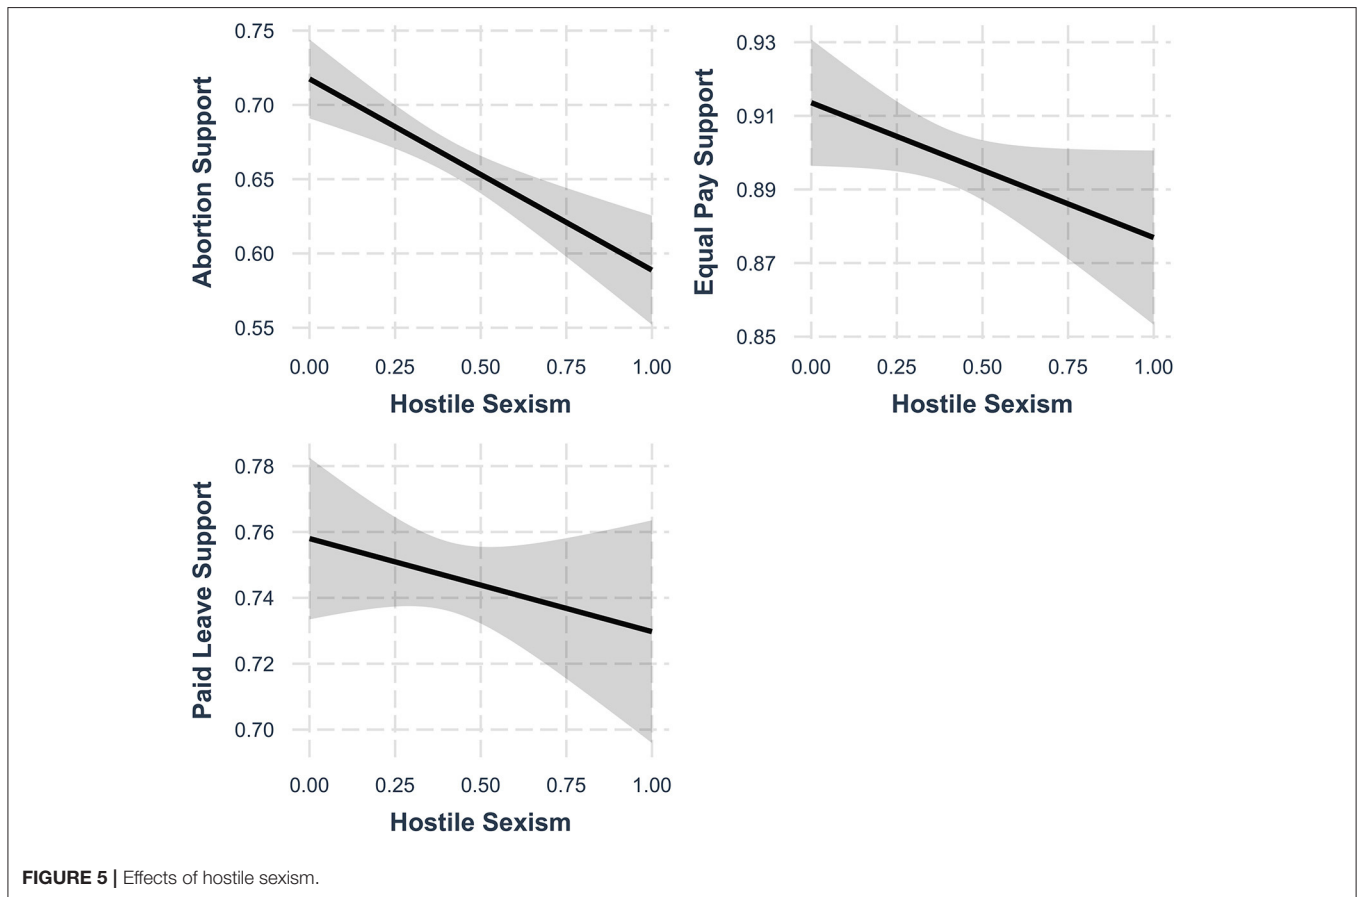 Abortion Support
0.75
0.70
0.65
0.60
0.55
0.00 0.25 0.50 0.75 1.00
Hostile Sexism
Equal Pay Support
0.93
0.91
0.89
0.87
0.85
0.00 0.25 0.50 0.75 1.00
Hostile Sexism
Paid Leave Support
0.78
0.76
0.74
0.72
0.70
0.00 0.25 0.50 0.75 1.00
Hostile Sexism
FIGURE 5 | Effects of hostile sexism.